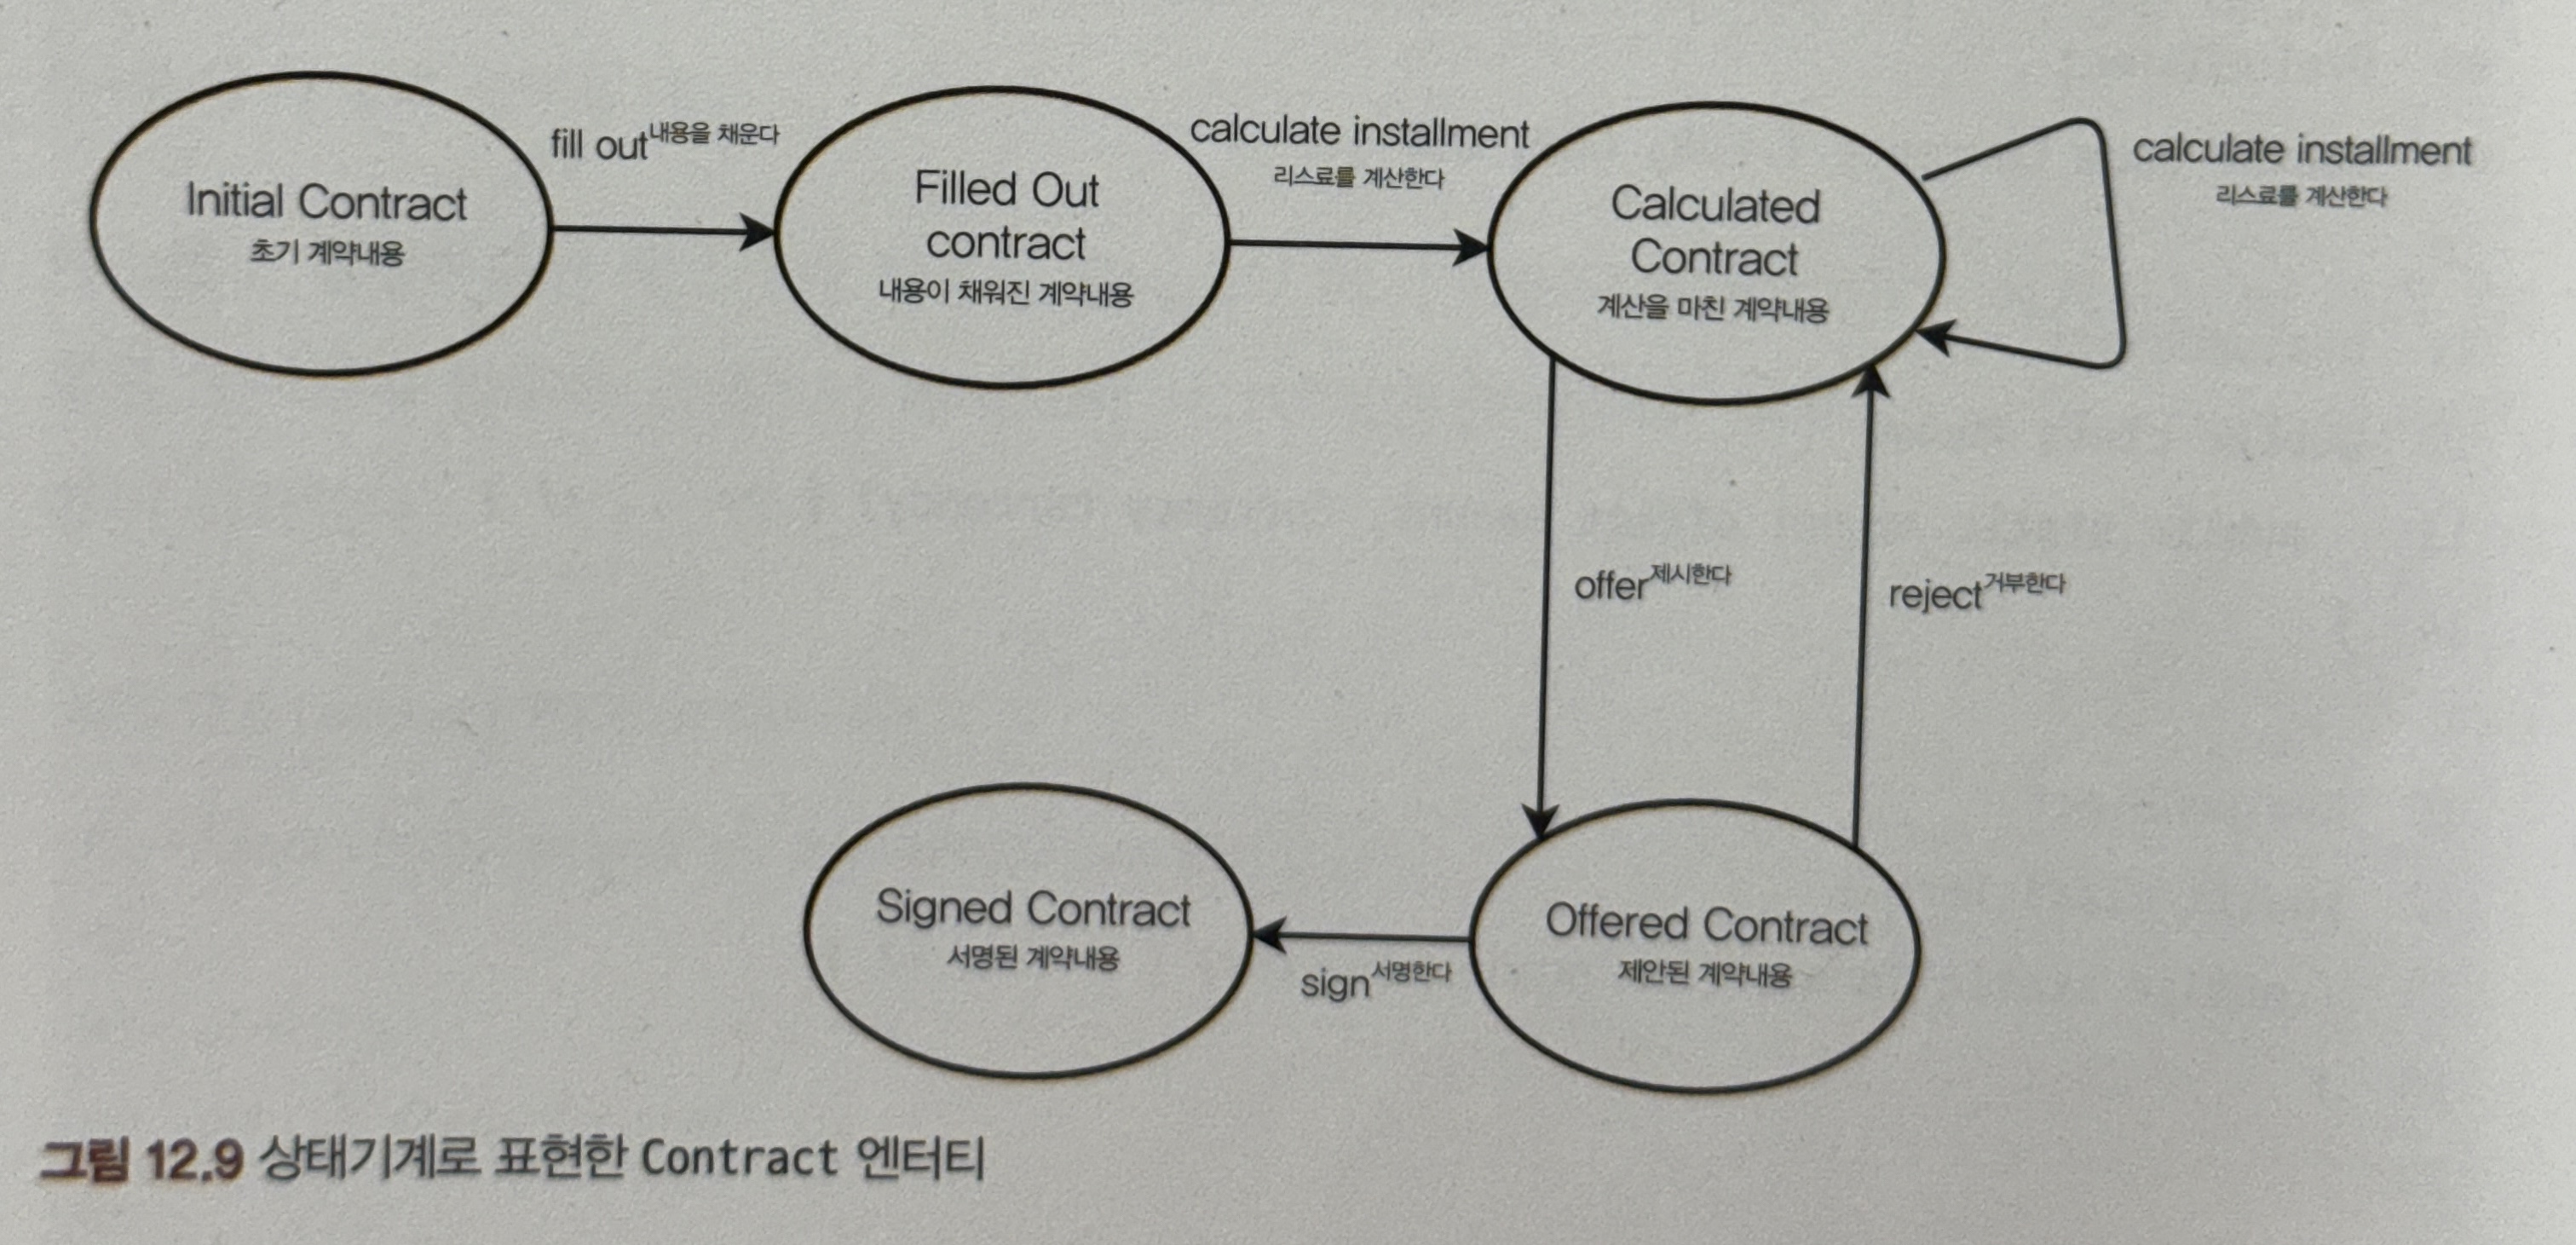 Initial Contract
초기 계약내용
fill out내용을 채운다
Filled Out
contract
내용이 채워진 계약내용
calculate installment
리스료를 계산한다
Calculated
Contract
계산을 마친 계약내용
calculate installment
리스료를 계산한다
offer제시한다
reject거부한다
Signed Contract
서명된 계약내용
sign서명한다
Offered Contract
제안된 계약내용
그림 12.9 상태기계로 표현한 Contract 엔터티